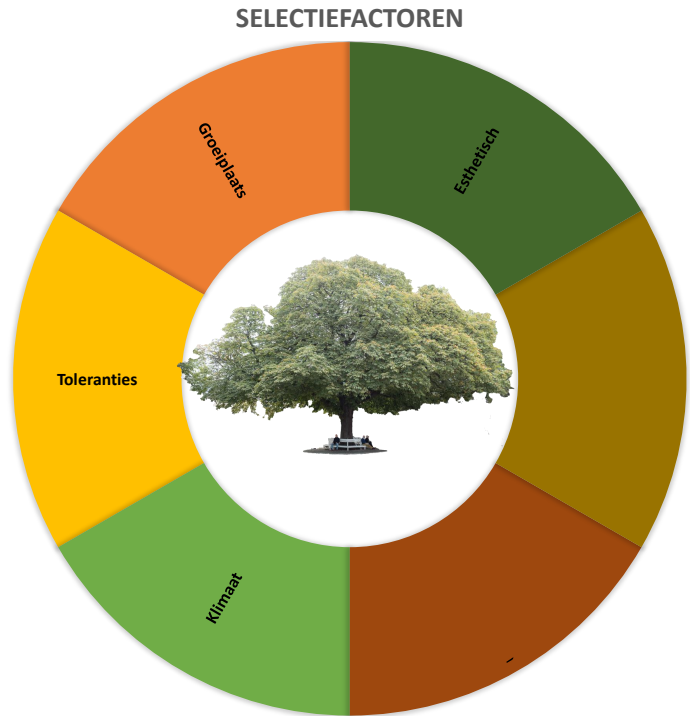 SELECTIEFACTOREN
Groeiplaats
Esthetisch
Toleranties
Klimaat